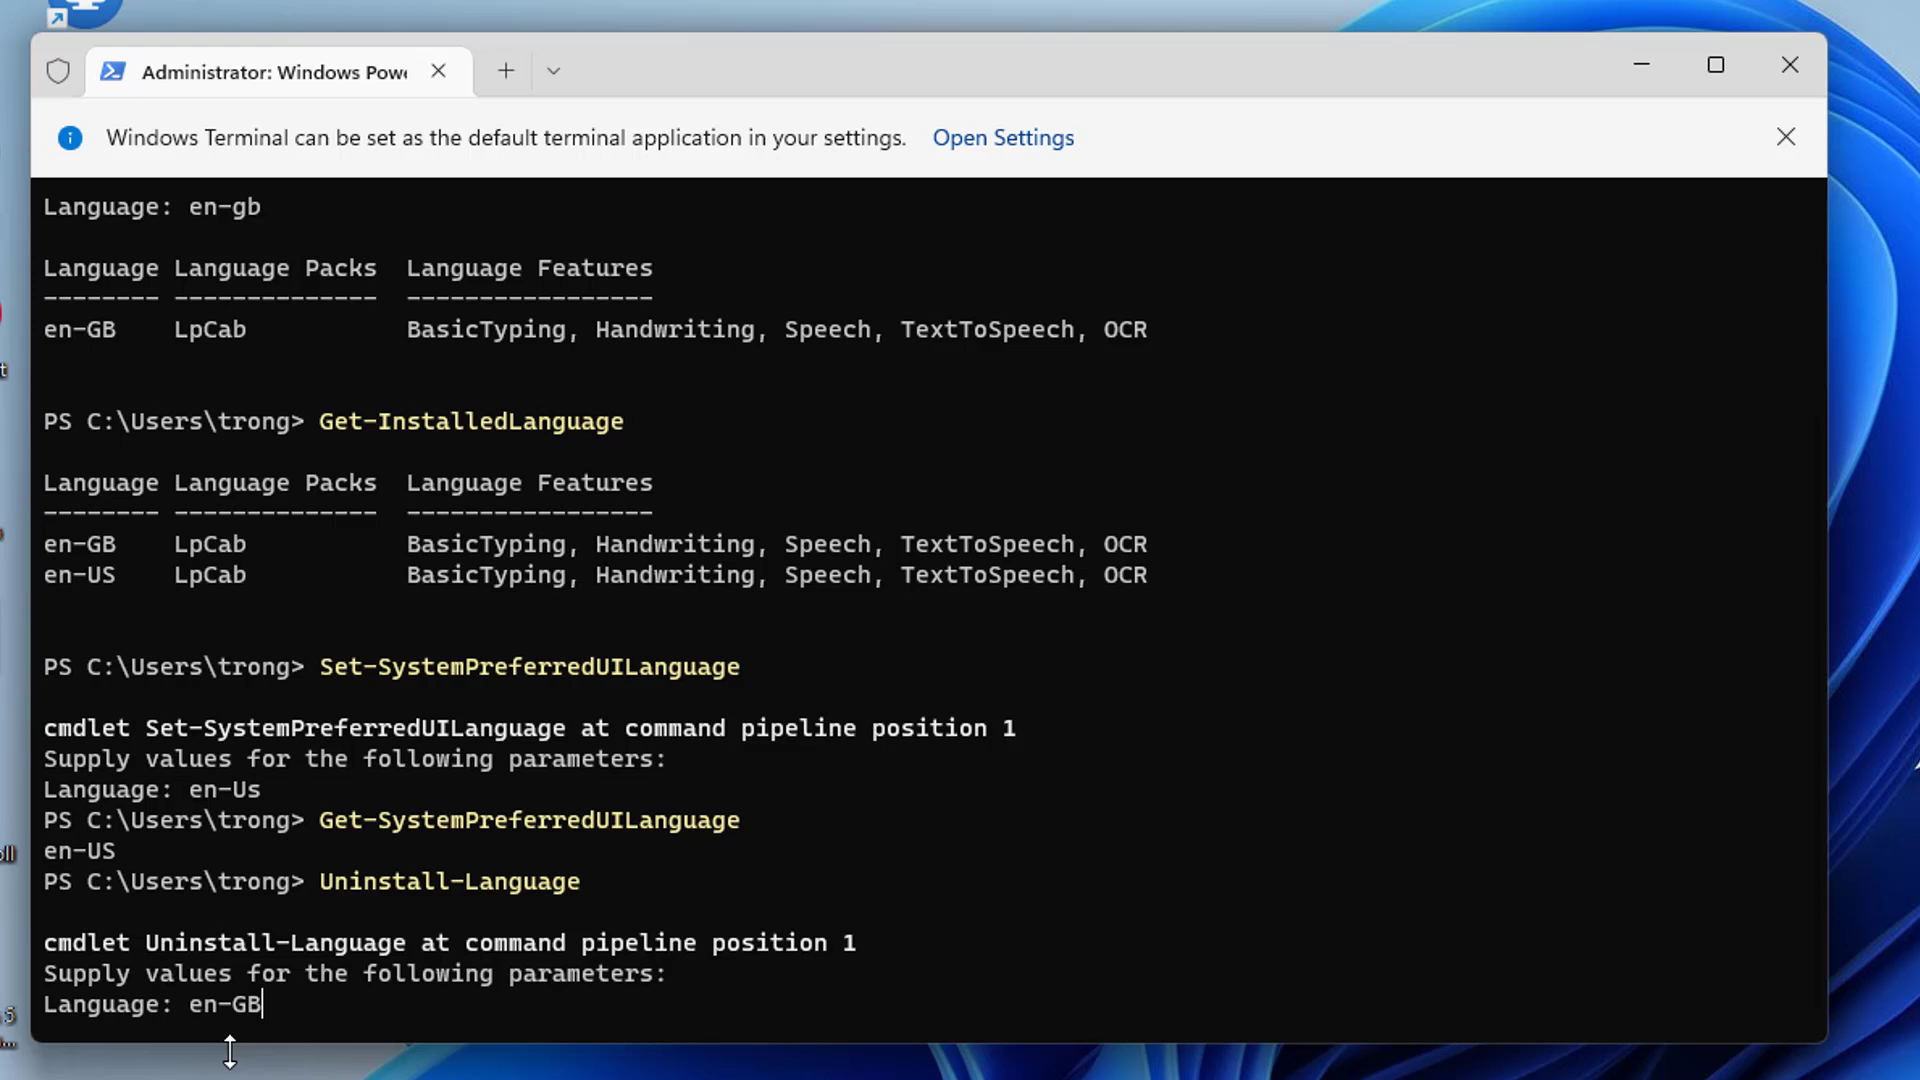 Administrator: Windows Powe
Windows Terminal can be set as the default terminal application in your settings. Open Settings
Language: en-gb
Language Language Packs  Language Features
-------- --------------  -----------------
en-GB    LpCab           BasicTyping, Handwriting, Speech, TextToSpeech, OCR
PS C:\Users\trong> Get-InstalledLanguage
Language Language Packs  Language Features
-------- --------------  -----------------
en-GB    LpCab           BasicTyping, Handwriting, Speech, TextToSpeech, OCR
en-US    LpCab           BasicTyping, Handwriting, Speech, TextToSpeech, OCR
PS C:\Users\trong> Set-SystemPreferredUILanguage
cmdlet Set-SystemPreferredUILanguage at command pipeline position 1
Supply values for the following parameters:
Language: en-Us
PS C:\Users\trong> Get-SystemPreferredUILanguage
en-US
PS C:\Users\trong> Uninstall-Language
cmdlet Uninstall-Language at command pipeline position 1
Supply values for the following parameters:
Language: en-GB